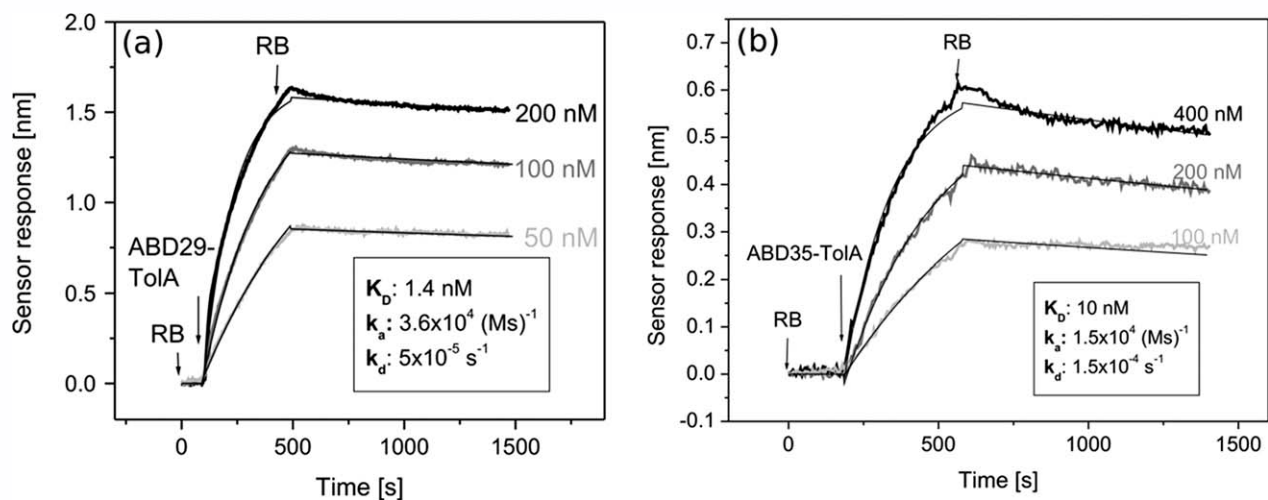 (a)
RB
200 nM
100 nM
50 nM
ABD29-
TolA
RB
K_D: 1.4 nM
k_a: 3.6x10^4 (Ms)^-1
k_d: 5x10^-5 s^-1
Sensor response [nm]
2.0
1.5
1.0
0.5
0.0
0
500
1000
1500
Time [s]
(b)
RB
400 nM
200 nM
100 nM
ABD35-TolA
RB
K_D: 10 nM
k_a: 1.5x10^4 (Ms)^-1
k_d: 1.5x10^-4 s^-1
Sensor response [nm]
0.7
0.6
0.5
0.4
0.3
0.2
0.1
0.0
-0.1
0
500
1000
1500
Time [s]